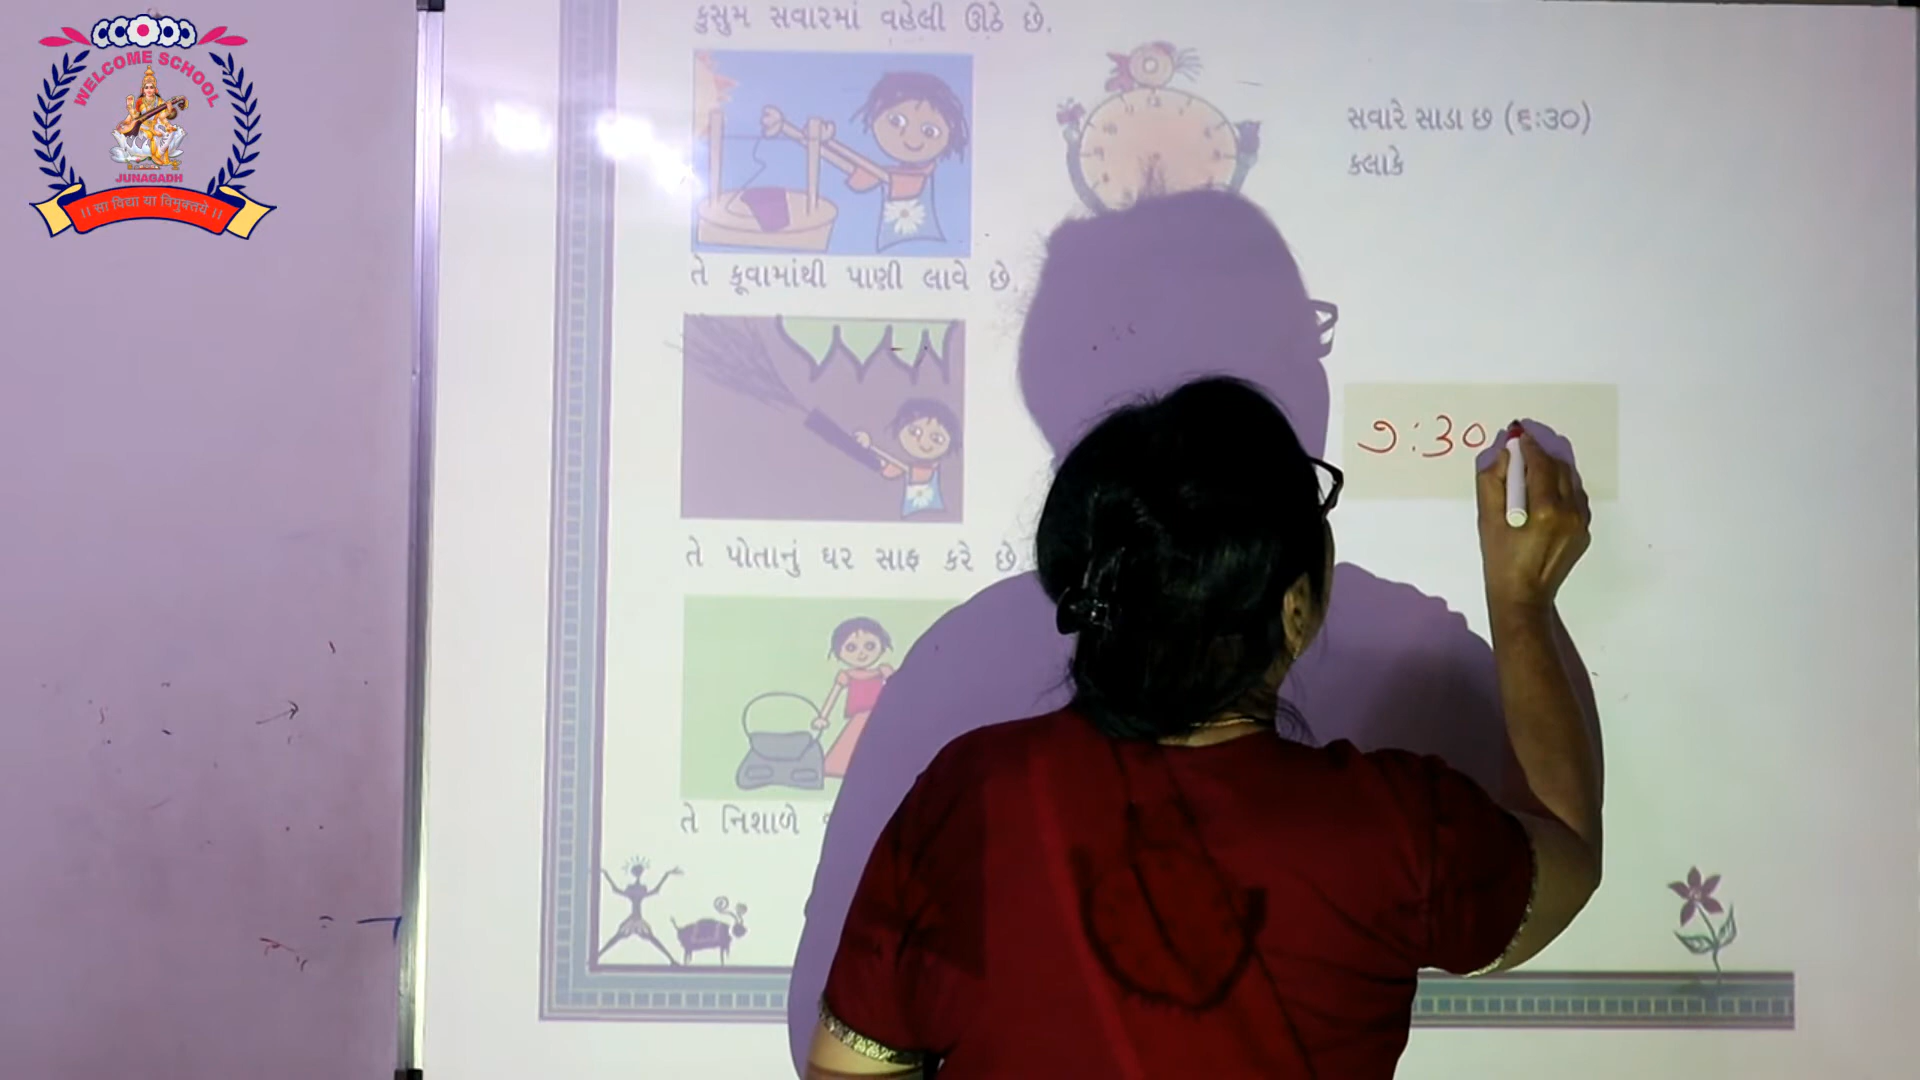 WELCOME SCHOOL
JUNAGADH
।। सा विद्या या विमुक्तये ।।
કુસુમ સવારમાં વહેલી ઊઠે છે.
સવારે સાડા છ (૬:૩૦)
કલાકે
તે કૂવામાંથી પાણી લાવે છે.
૭:૩૦
તે પોતાનું ઘર સાફ કરે છે.
તે નિશાળે